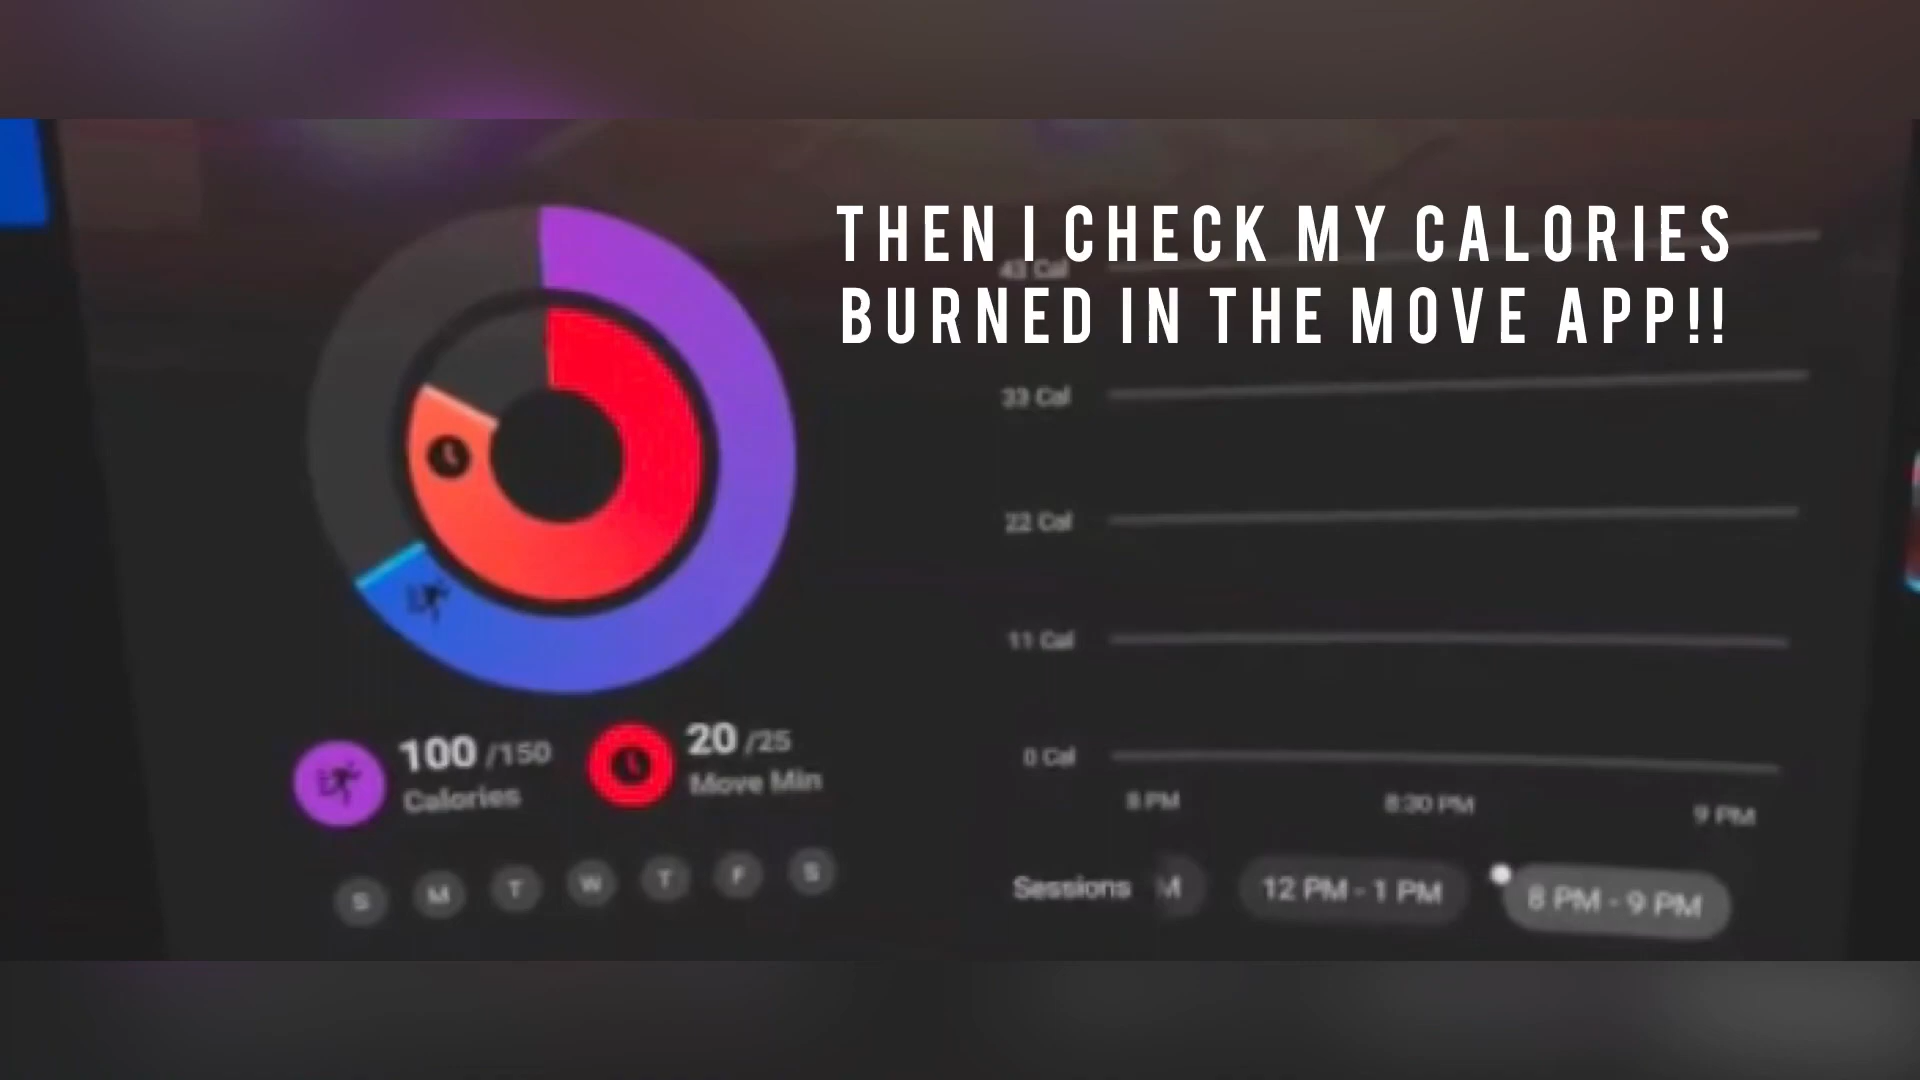 THEN I CHECK MY CALORIES
BURNED IN THE MOVE APP!!
43 Cal
33 Cal
22 Cal
11 Cal
0 Cal
8 PM 8:30 PM 9 PM
100 /150
Calories
20 /25
Move Min
S M T W T F S
Sessions M 12 PM - 1 PM 8 PM - 9 PM